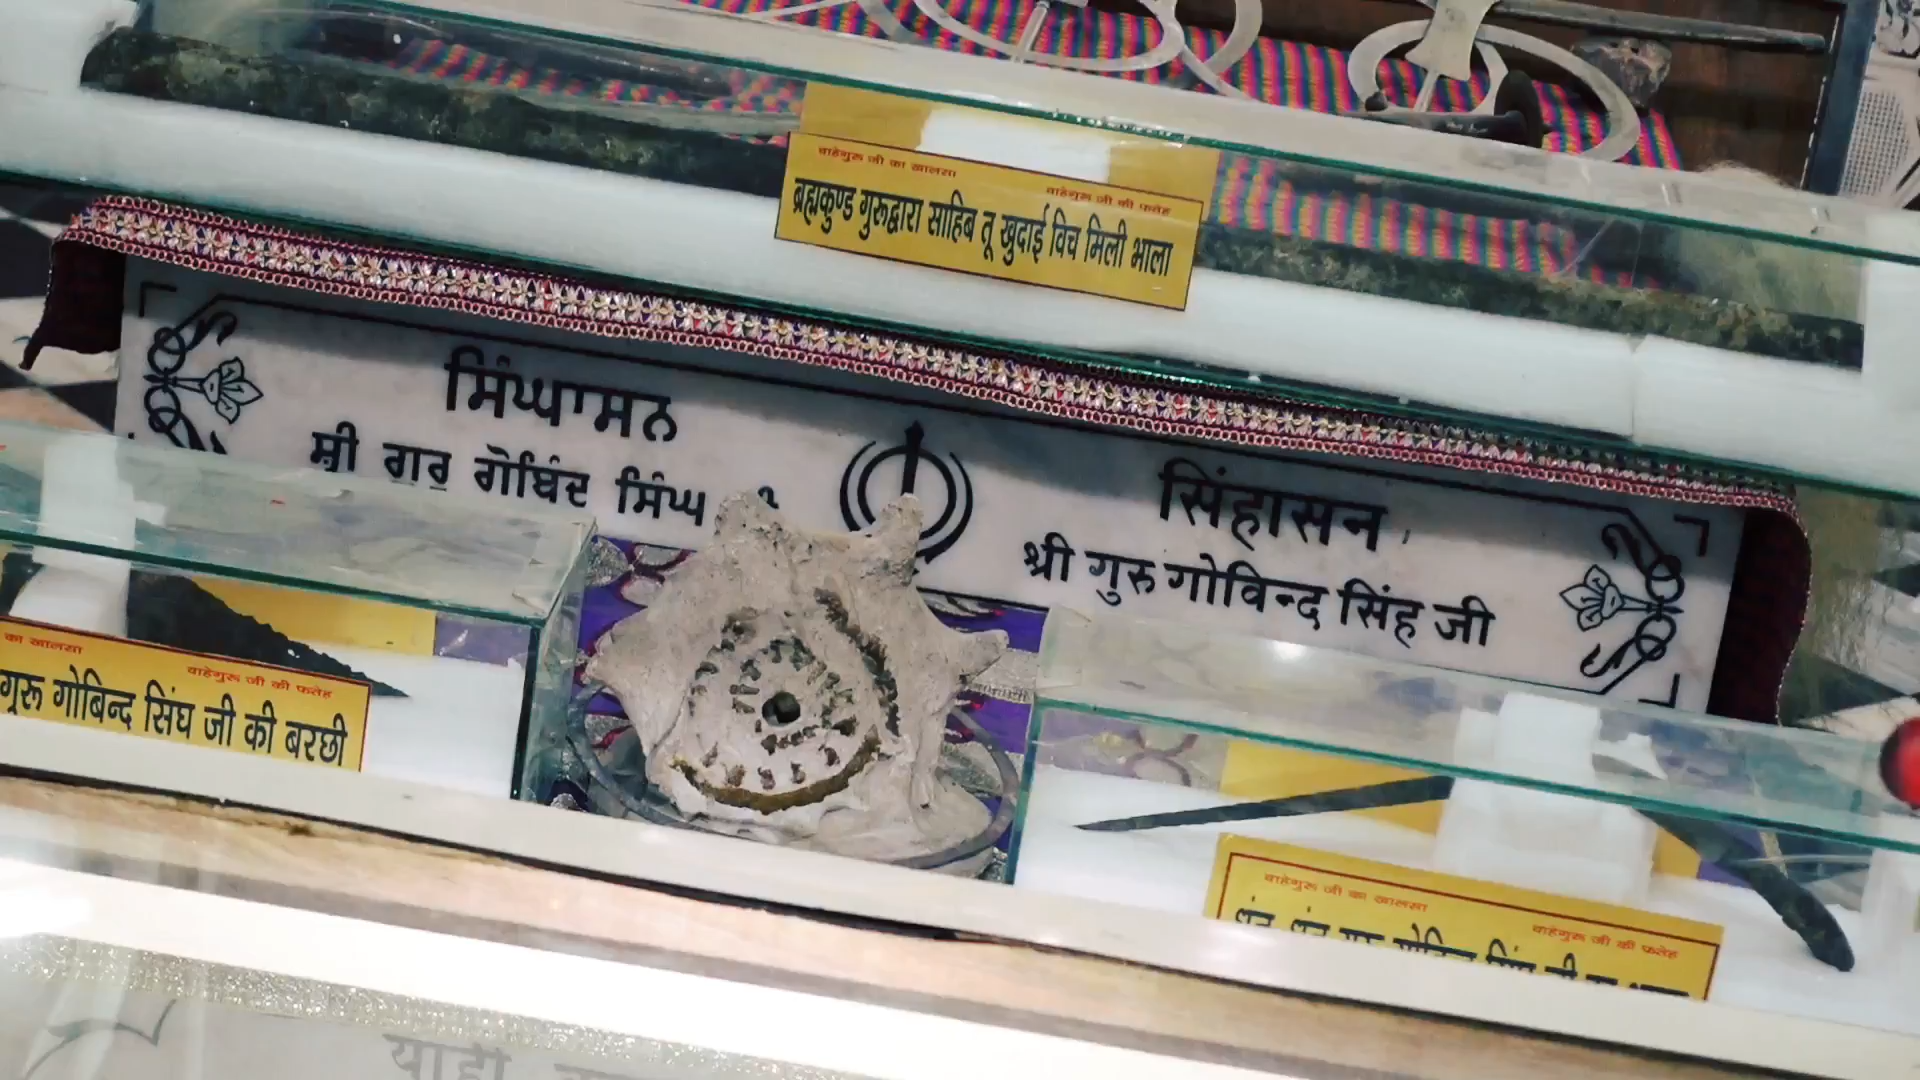 वाहेगुरू जी का खालसा
वाहेगुरू जी की फतेह
ब्रह्मकुण्ड गुरूद्वारा साहिब तू खुदाई विच मिली भाला
ਸਿੰਘਾਸਨ
ਸ਼੍ਰੀ ਗੁਰੂ ਗੋਬਿੰਦ ਸਿੰਘ
सिंहासन
श्री गुरु गोविन्द सिंह जी
का खालसा
वाहेगुरू जी की फतेह
गुरू गोबिन्द सिंघ जी की बरछी
वाहेगुरू जी का खालसा
वाहेगुरू जी की फतेह